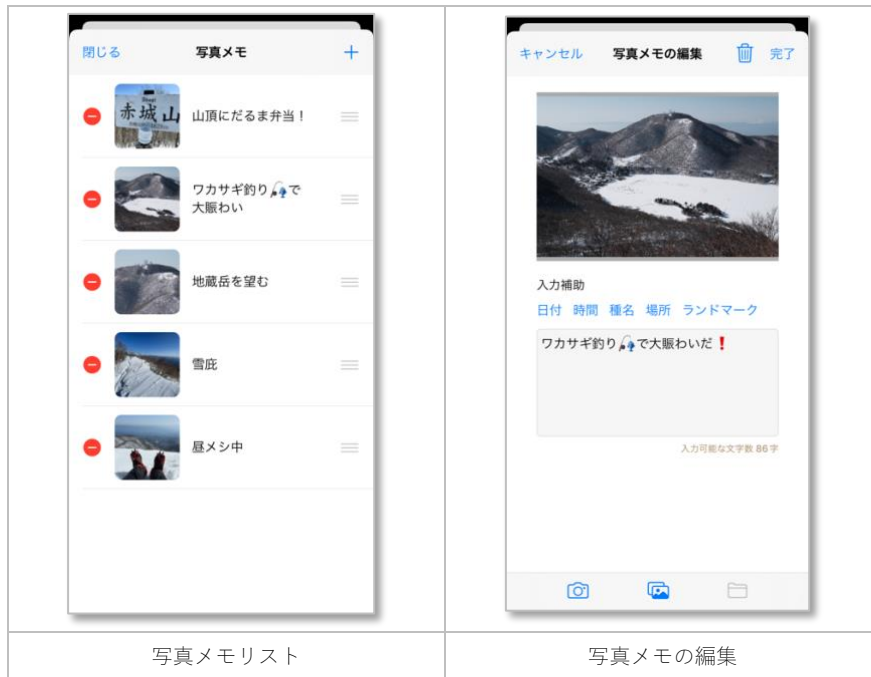 閉じる 写真メモ
赤城山
山頂にだるま弁当！
ワカサギ釣り🎣で
大賑わい
地蔵岳を望む
雪庇
昼メシ中
写真メモリスト
キャンセル 写真メモの編集 完了
入力補助
日付 時間 種名 場所 ランドマーク
ワカサギ釣り🎣で大賑わいだ❗
入力可能な文字数 86字
写真メモの編集